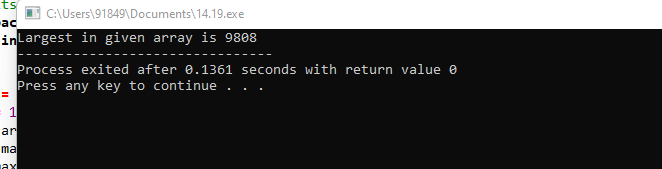 C:\Users\91849\Documents\14.19.exe
Largest in given array is 9808
--------------------------------
Process exited after 0.1361 seconds with return value 0
Press any key to continue . . .